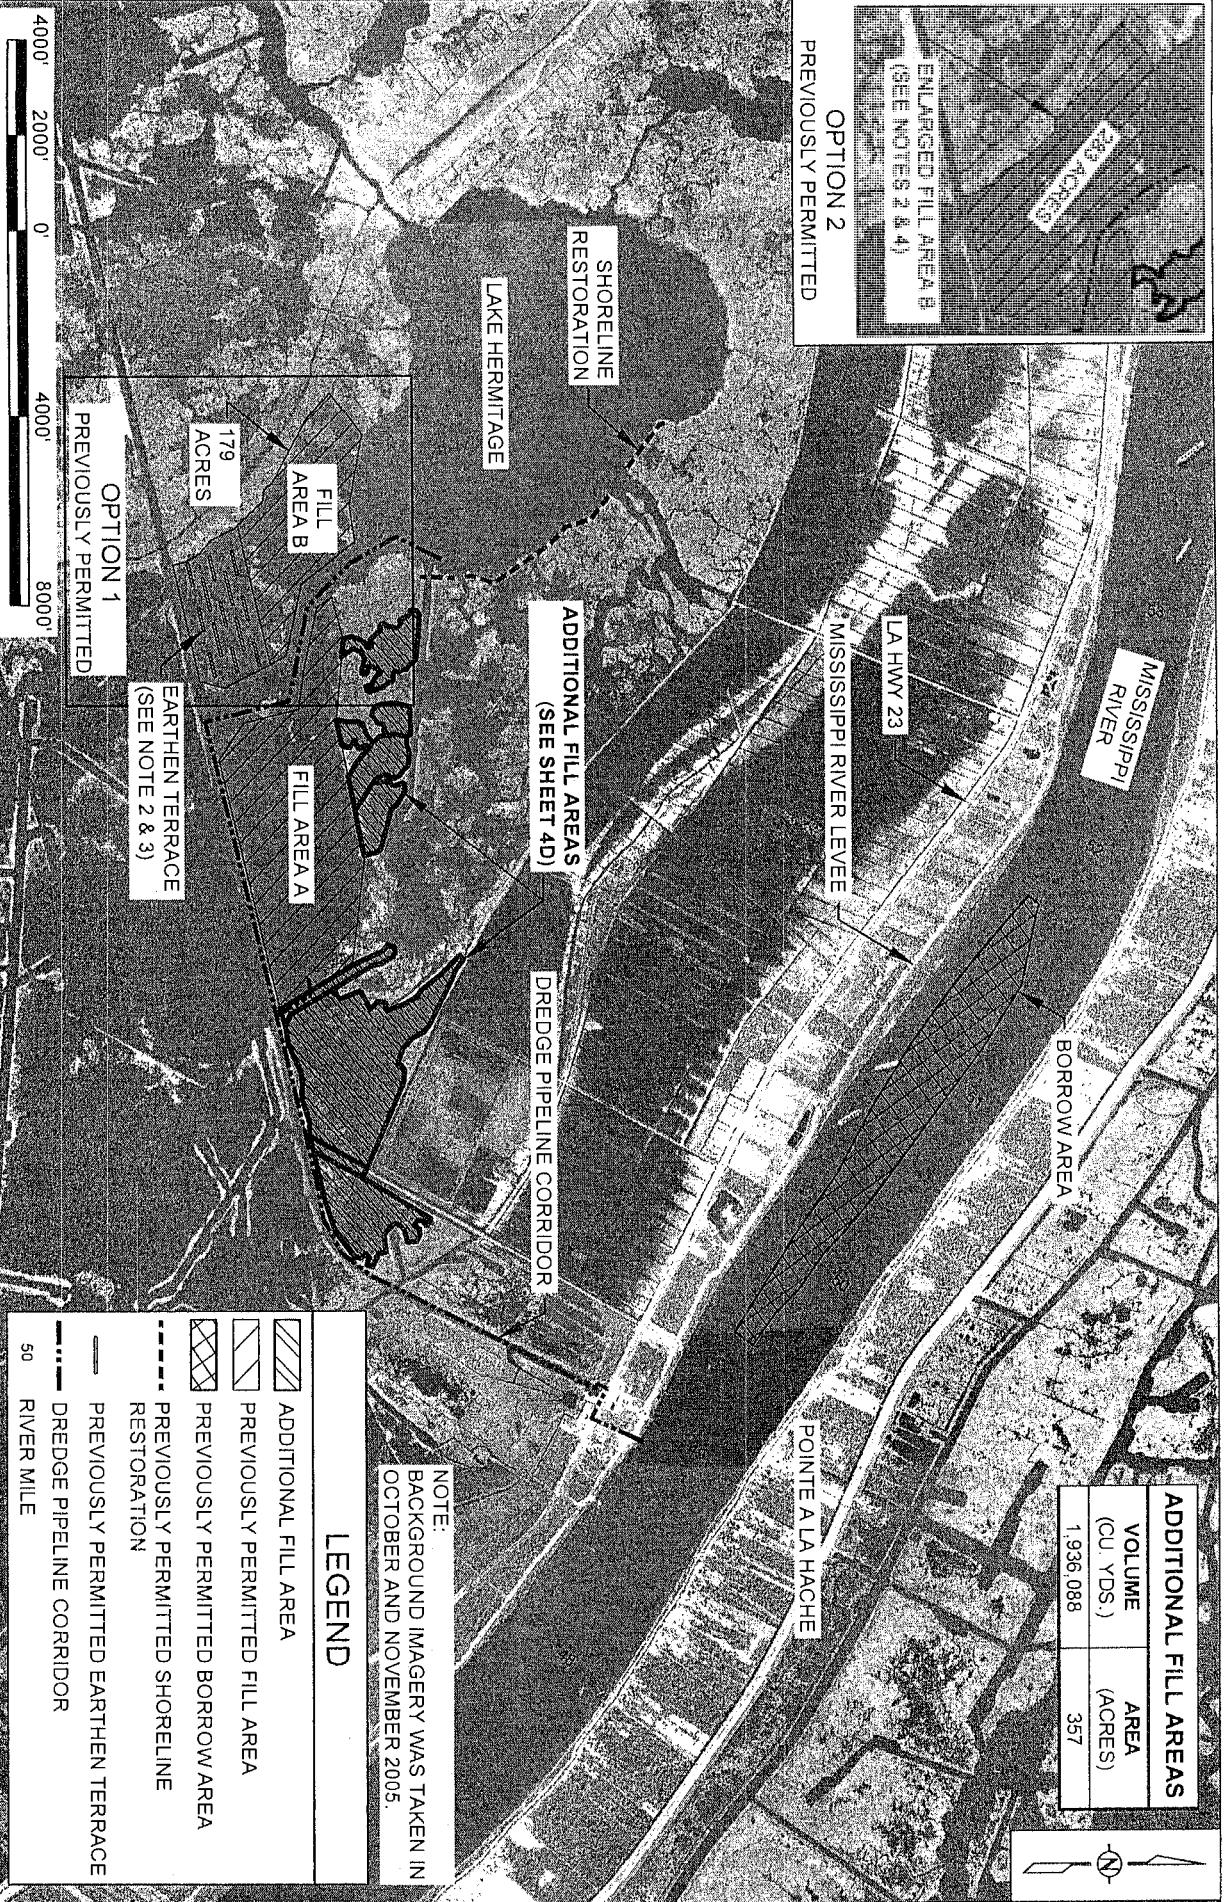 ENLARGED FILL AREA B
(SEE NOTES 2 & 4)
283 ACRES
OPTION 2
PREVIOUSLY PERMITTED
SHORELINE
RESTORATION
LAKE HERMITAGE
179
ACRES
FILL
AREA B
OPTION 1
PREVIOUSLY PERMITTED
EARTHEN TERRACE
(SEE NOTE 2 & 3)
FILL AREA A
ADDITIONAL FILL AREAS
(SEE SHEET 4D)
DREDGE PIPELINE CORRIDOR
LA HWY 23
MISSISSIPPI RIVER LEVEE
MISSISSIPPI
RIVER
BORROW AREA
POINTE A LA HACHE
ADDITIONAL FILL AREAS
VOLUME
(CU. YDS.)
AREA
(ACRES)
1,936,088
357
N
NOTE:
BACKGROUND IMAGERY WAS TAKEN IN
OCTOBER AND NOVEMBER 2005.
LEGEND
ADDITIONAL FILL AREA
PREVIOUSLY PERMITTED FILL AREA
PREVIOUSLY PERMITTED BORROW AREA
PREVIOUSLY PERMITTED SHORELINE
RESTORATION
PREVIOUSLY PERMITTED EARTHEN TERRACE
DREDGE PIPELINE CORRIDOR
50 RIVER MILE
4000' 2000' 0' 4000' 8000'